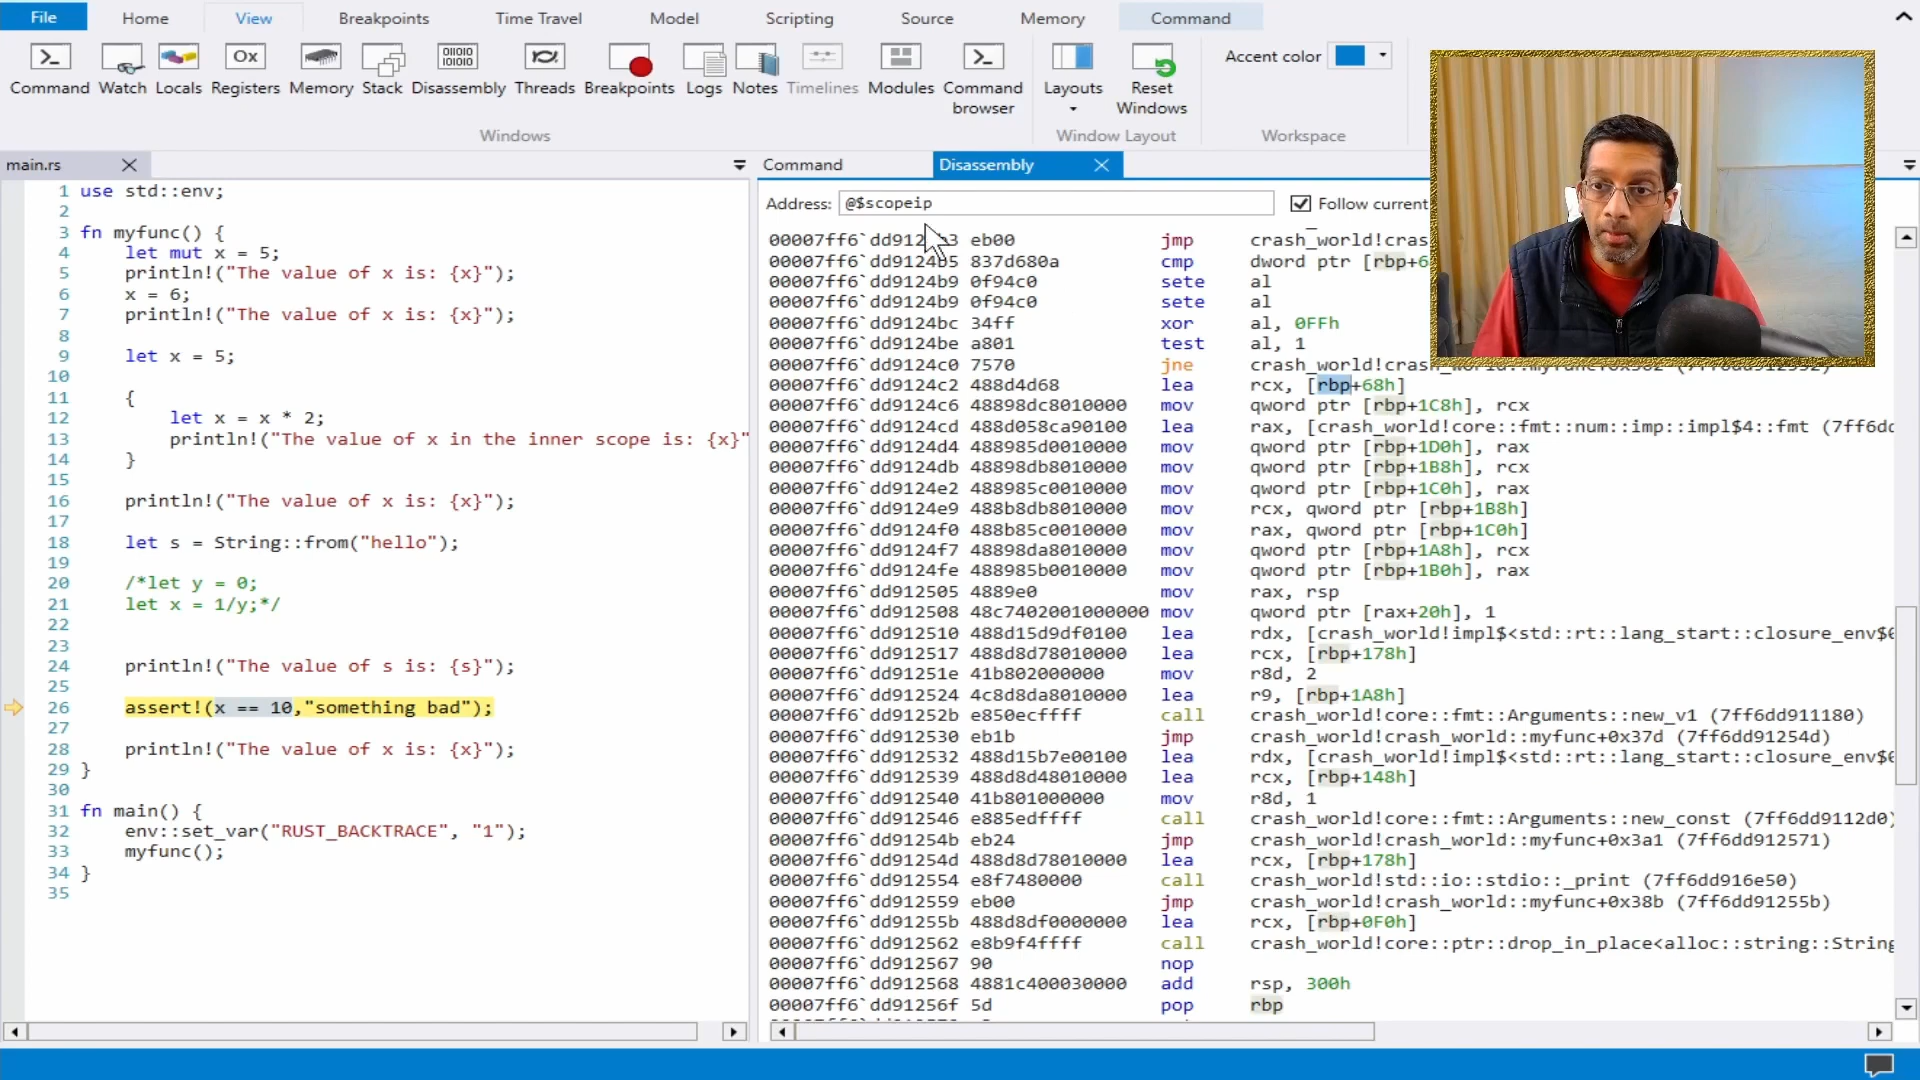 File Home View Breakpoints Time Travel Model Scripting Source Memory Command
Command Watch Locals Registers Memory Stack Disassembly Threads Breakpoints Logs Notes Timelines Modules Command browser Layouts Reset Windows
Accent color
Windows Window Layout Workspace
main.rs
1 use std::env;
2
3 fn myfunc() {
4 let mut x = 5;
5 println!("The value of x is: {x}");
6 x = 6;
7 println!("The value of x is: {x}");
8
9 let x = 5;
10
11 {
12 let x = x * 2;
13 println!("The value of x in the inner scope is: {x}"
14 }
15
16 println!("The value of x is: {x}");
17
18 let s = String::from("hello");
19
20 /*let y = 0;
21 let x = 1/y;*/
22
23
24 println!("The value of s is: {s}");
25
26 assert!(x == 10,"something bad");
27
28 println!("The value of x is: {x}");
29 }
30
31 fn main() {
32 env::set_var("RUST_BACKTRACE", "1");
33 myfunc();
34 }
35
Command Disassembly
Address: @$scopeip Follow current
eb00 jmp crash_world!cras
837d680a cmp dword ptr [rbp+6
00007ff6`dd9124b9 0f94c0 sete al
00007ff6`dd9124b9 0f94c0 sete al
00007ff6`dd9124bc 34ff xor al, 0FFh
00007ff6`dd9124be a801 test al, 1
00007ff6`dd9124c0 7570 jne
00007ff6`dd9124c2 488d4d68 lea rcx, [rbp+68h]
00007ff6`dd9124c6 48898dc8010000 mov qword ptr [rbp+1C8h], rcx
00007ff6`dd9124cd 488d058ca90100 lea rax, [crash_world!core::fmt::num::imp::impl$4::fmt (7ff6dd
00007ff6`dd9124d4 488985d0010000 mov qword ptr [rbp+1D0h], rax
00007ff6`dd9124db 48898db8010000 mov qword ptr [rbp+1B8h], rcx
00007ff6`dd9124e2 488985c0010000 mov qword ptr [rbp+1C0h], rax
00007ff6`dd9124e9 488b8db8010000 mov rcx, qword ptr [rbp+1B8h]
00007ff6`dd9124f0 488b85c0010000 mov rax, qword ptr [rbp+1C0h]
00007ff6`dd9124f7 48898da8010000 mov qword ptr [rbp+1A8h], rcx
00007ff6`dd9124fe 488985b0010000 mov qword ptr [rbp+1B0h], rax
00007ff6`dd912505 4889e0 mov rax, rsp
00007ff6`dd912508 48c7402001000000 mov qword ptr [rax+20h], 1
00007ff6`dd912510 488d15d9df0100 lea rdx, [crash_world!impl$<std::rt::lang_start::closure_env$0
00007ff6`dd912517 488d8d78010000 lea rcx, [rbp+178h]
00007ff6`dd91251e 41b802000000 mov r8d, 2
00007ff6`dd912524 4c8d8da8010000 lea r9, [rbp+1A8h]
00007ff6`dd91252b e850ecffff call crash_world!core::fmt::Arguments::new_v1 (7ff6dd911180)
00007ff6`dd912530 eb1b jmp crash_world!crash_world::myfunc+0x37d (7ff6dd91254d)
00007ff6`dd912532 488d15b7e00100 lea rdx, [crash_world!impl$<std::rt::lang_start::closure_env$0
00007ff6`dd912539 488d8d48010000 lea rcx, [rbp+148h]
00007ff6`dd912540 41b801000000 mov r8d, 1
00007ff6`dd912546 e885edffff call crash_world!core::fmt::Arguments::new_const (7ff6dd9112d0)
00007ff6`dd91254b eb24 jmp crash_world!crash_world::myfunc+0x3a1 (7ff6dd912571)
00007ff6`dd91254d 488d8d78010000 lea rcx, [rbp+178h]
00007ff6`dd912554 e8f7480000 call crash_world!std::io::stdio::_print (7ff6dd916e50)
00007ff6`dd912559 eb00 jmp crash_world!crash_world::myfunc+0x38b (7ff6dd91255b)
00007ff6`dd91255b 488d8df0000000 lea rcx, [rbp+0F0h]
00007ff6`dd912562 e8b9f4ffff call crash_world!core::ptr::drop_in_place<alloc::string::String
00007ff6`dd912567 90 nop
00007ff6`dd912568 4881c400030000 add rsp, 300h
00007ff6`dd91256f 5d pop rbp